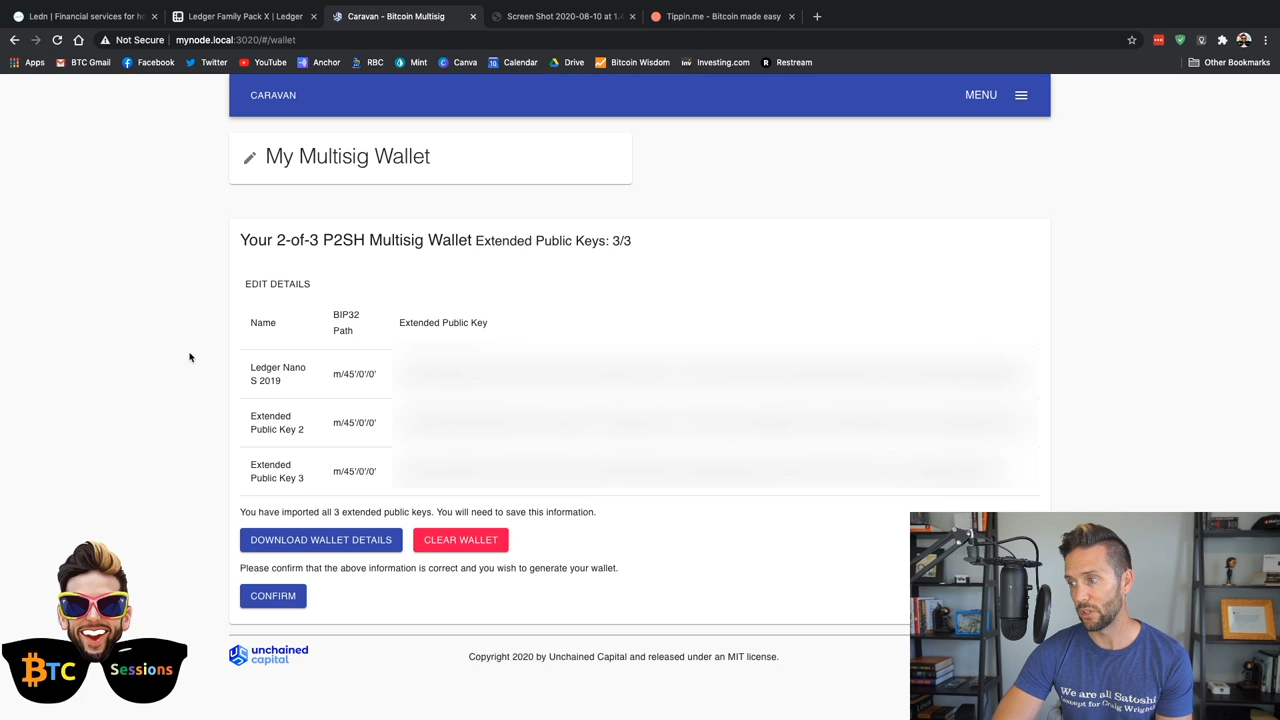 Ledn | Financial services for ho
Ledger Family Pack X | Ledger
Caravan - Bitcoin Multisig
Screen Shot 2020-08-10 at 1.4
Tippin.me - Bitcoin made easy
Not Secure | mynode.local:3020/#/wallet
Apps BTC Gmail Facebook Twitter YouTube Anchor RBC Mint Canva Calendar Drive Bitcoin Wisdom Investing.com Restream Other Bookmarks
CARAVAN MENU
My Multisig Wallet
Your 2-of-3 P2SH Multisig Wallet Extended Public Keys: 3/3
EDIT DETAILS
Name
BIP32
Path
Extended Public Key
Ledger Nano
S 2019
m/45'/0'/0'
Extended
Public Key 2
m/45'/0'/0'
Extended
Public Key 3
m/45'/0'/0'
You have imported all 3 extended public keys. You will need to save this information.
DOWNLOAD WALLET DETAILS CLEAR WALLET
Please confirm that the above information is correct and you wish to generate your wallet.
CONFIRM
unchained
capital
Copyright 2020 by Unchained Capital and released under an MIT license.
BTC Sessions
We are all Satoshi
except for Craig Wright